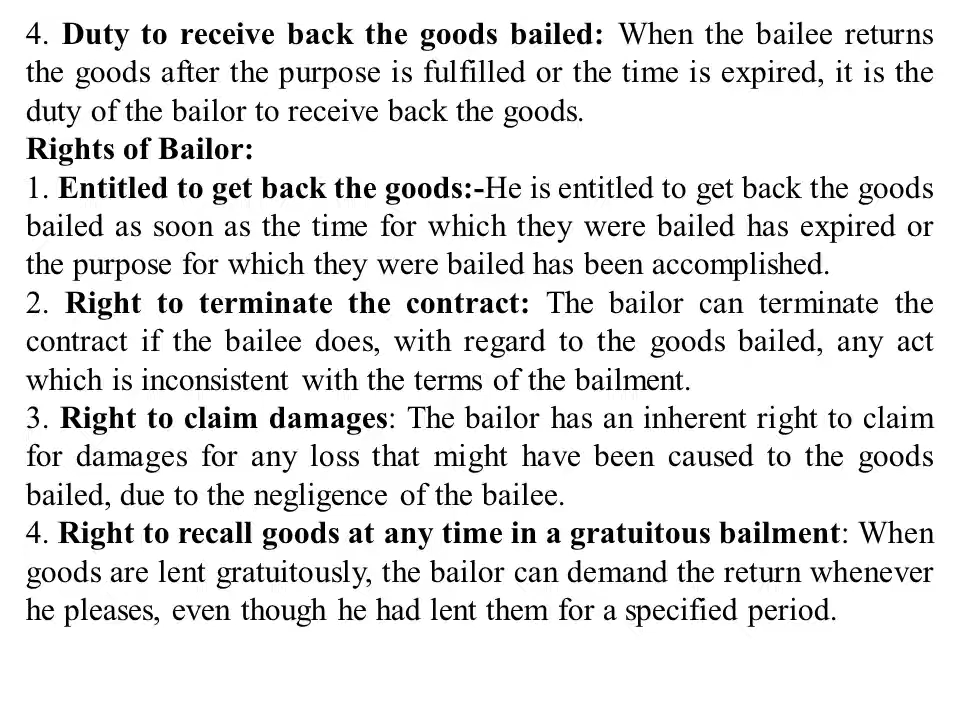 4. Duty to receive back the goods bailed: When the bailee returns
the goods after the purpose is fulfilled or the time is expired, it is the
duty of the bailor to receive back the goods.
Rights of Bailor:
1. Entitled to get back the goods:-He is entitled to get back the goods
bailed as soon as the time for which they were bailed has expired or
the purpose for which they were bailed has been accomplished.
2. Right to terminate the contract: The bailor can terminate the
contract if the bailee does, with regard to the goods bailed, any act
which is inconsistent with the terms of the bailment.
3. Right to claim damages: The bailor has an inherent right to claim
for damages for any loss that might have been caused to the goods
bailed, due to the negligence of the bailee.
4. Right to recall goods at any time in a gratuitous bailment: When
goods are lent gratuitously, the bailor can demand the return whenever
he pleases, even though he had lent them for a specified period.